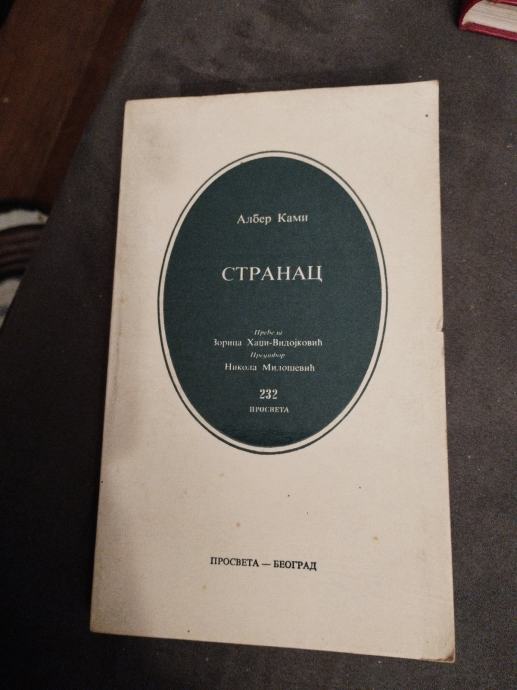 Албер Ками
СТРАНАЦ
Превела
Зорица Хаџи-Видојковић
Предговор
Никола Милошевић
232
ПРОСВЕТА
ПРОСВЕТА — БЕОГРАД